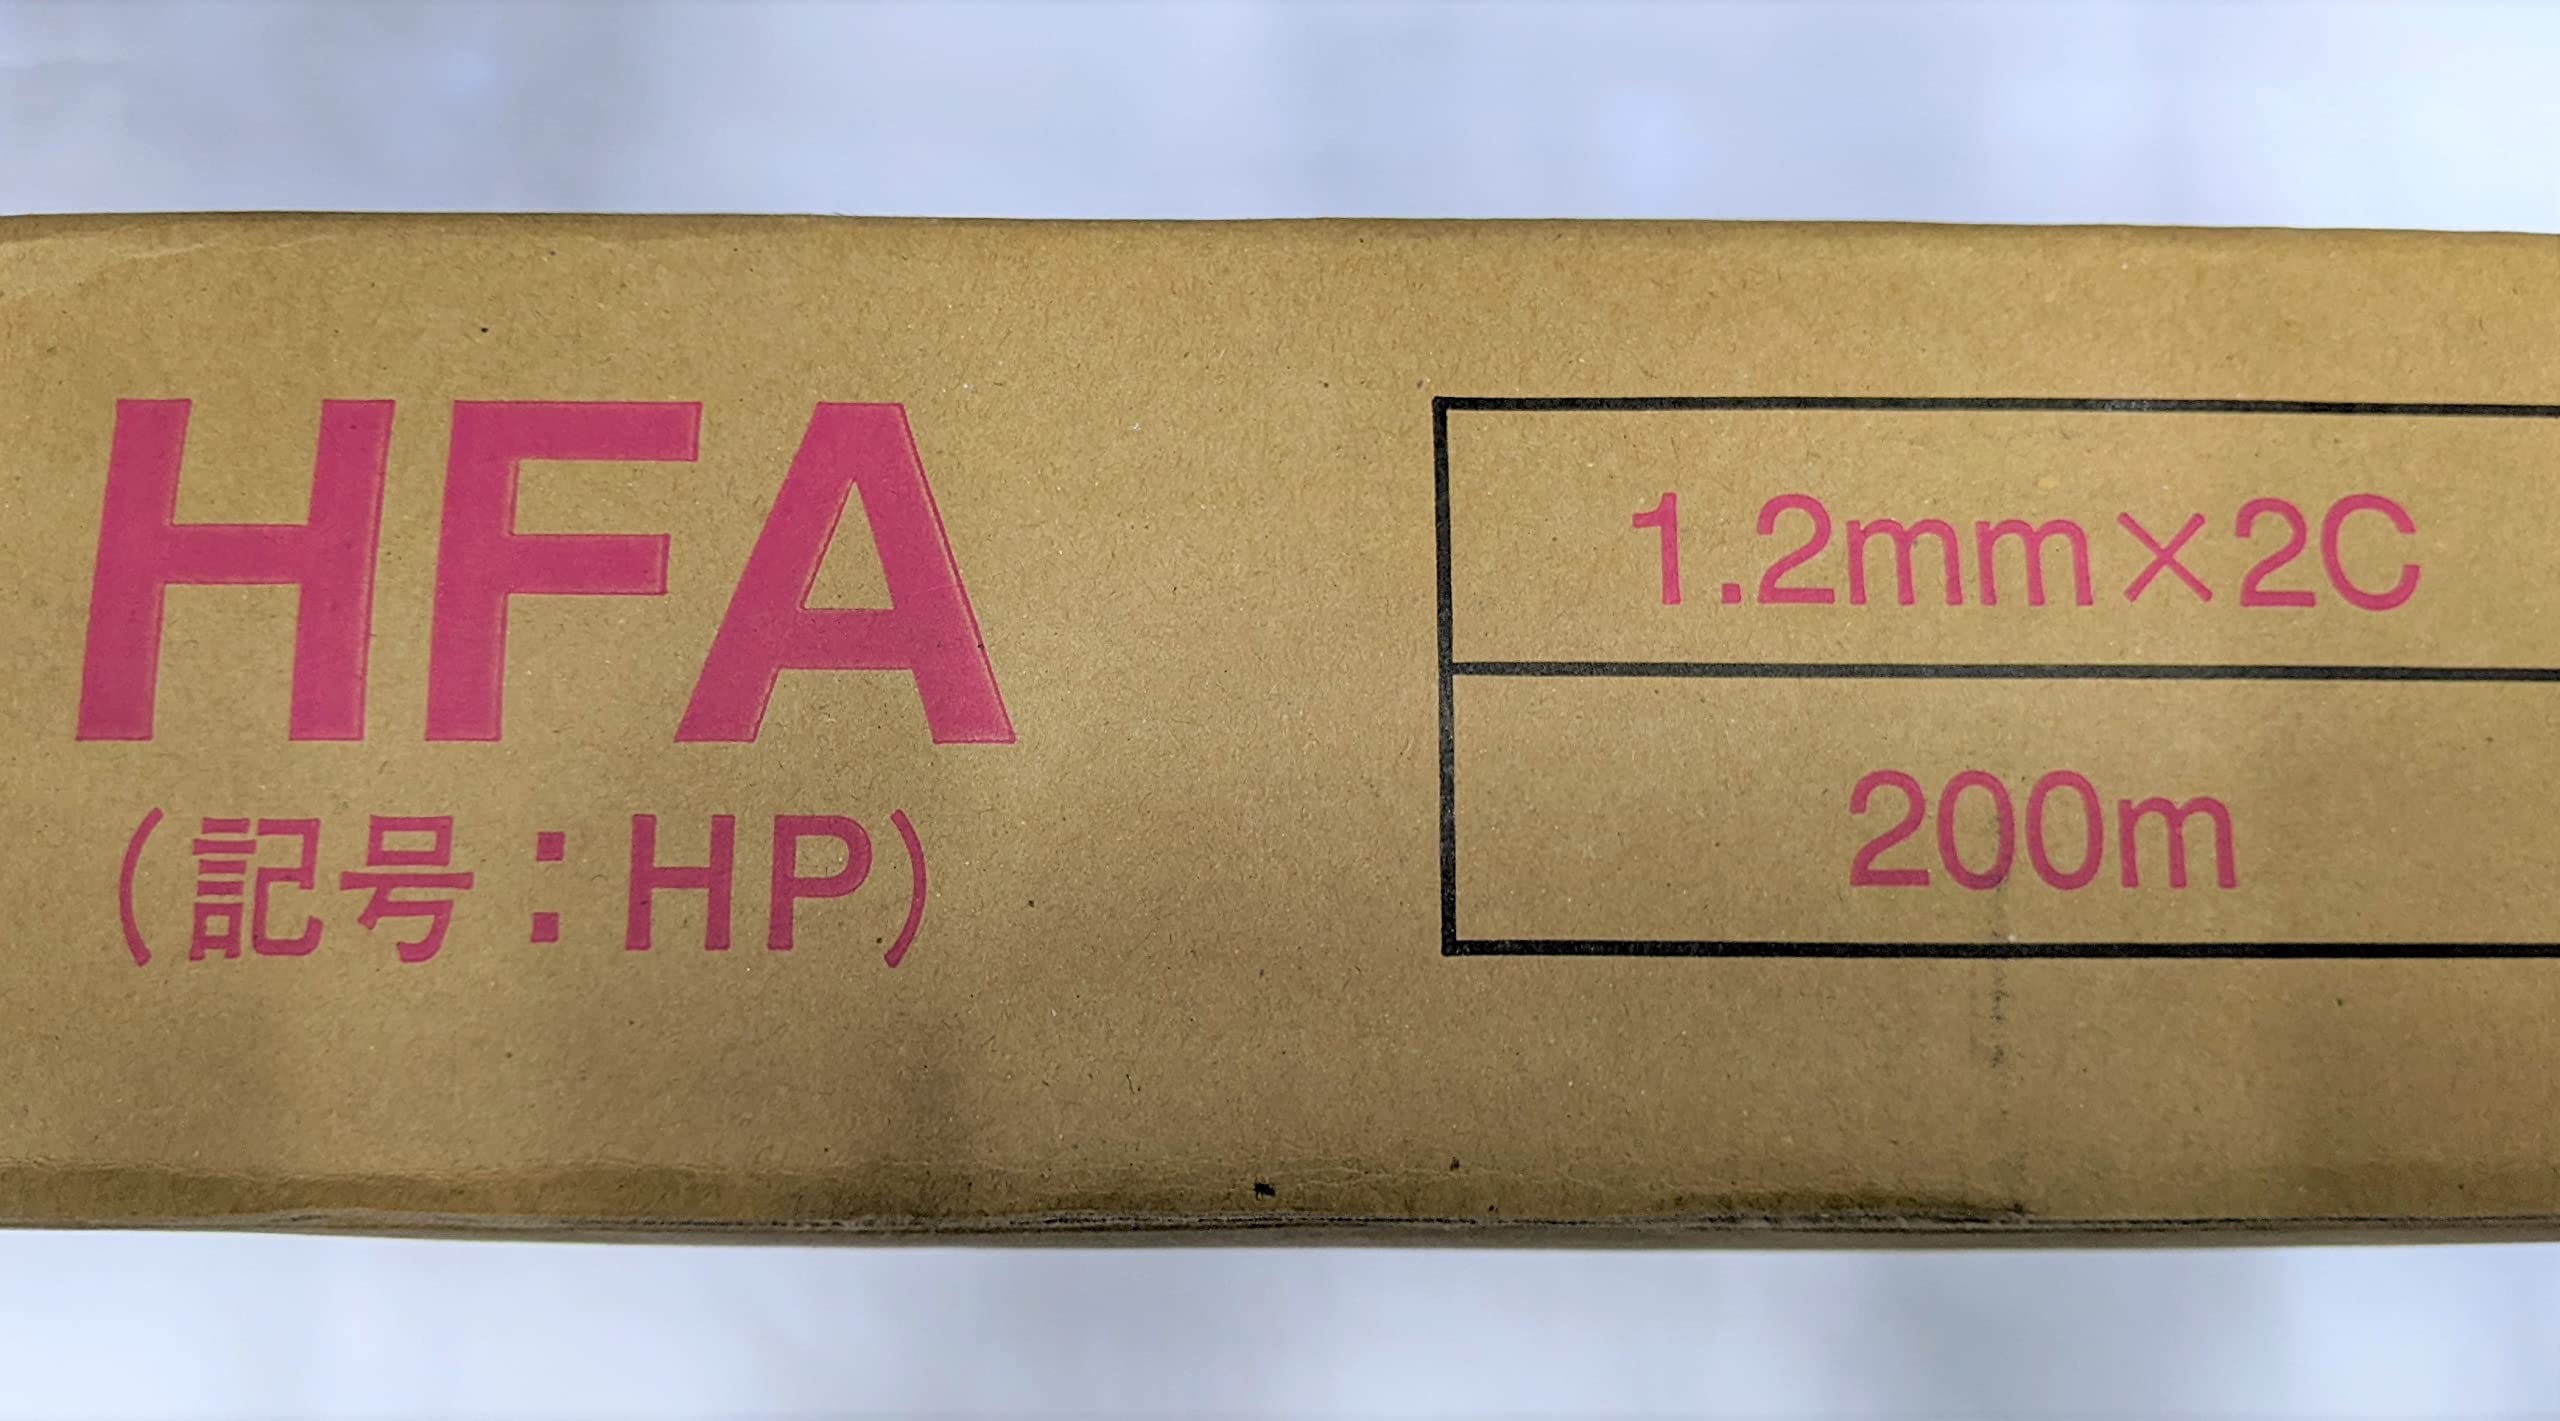 HFA
（記号：HP）
1.2mm×2C
200m